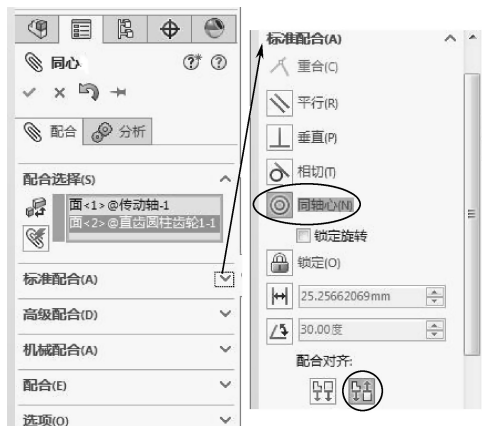 同心
配合 分析
配合选择(S)
面<1>@传动轴-1
面<2>@直齿圆柱齿轮1-1
标准配合(A)
高级配合(D)
机械配合(A)
配合(E)
选项(O)
标准配合(A)
重合(C)
平行(R)
垂直(P)
相切(T)
同轴心(N)
锁定旋转
锁定(O)
25.25662069mm
30.00度
配合对齐: